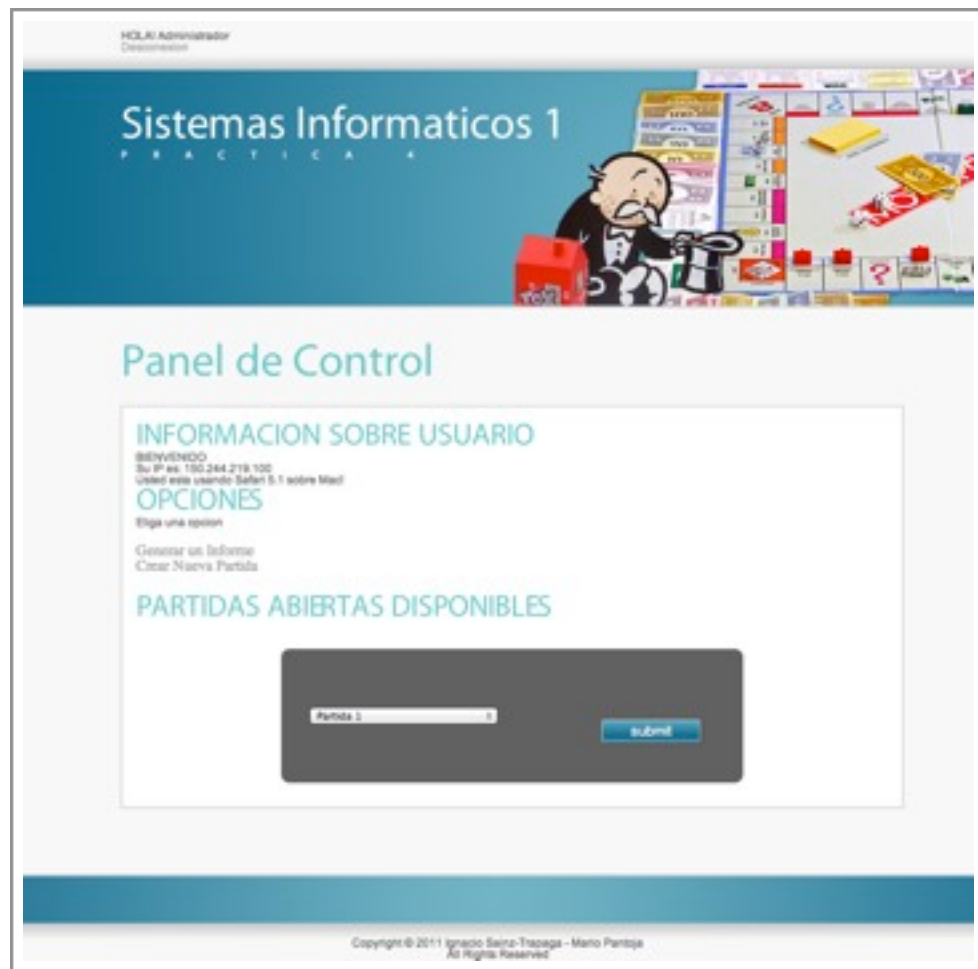 HOLA! Administrador
Desconexion
Sistemas Informaticos 1
PRACTICA 4
Panel de Control
INFORMACION SOBRE USUARIO
BIENVENIDO
Su IP es: 150.244.219.100
Usted esta usando Safari 5.1 sobre Mac!
OPCIONES
Eliga una opcion
Generar un Informe
Crear Nueva Partida
PARTIDAS ABIERTAS DISPONIBLES
Partida 1
submit
Copyright © 2011 Ignacio Sainz-Trapaga - Mario Pantoja
All Rights Reserved